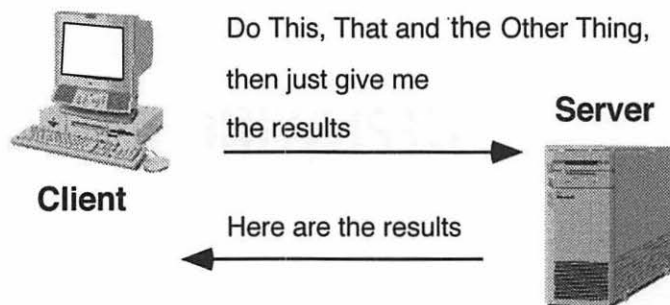 Do This, That and the Other Thing,
then just give me
the results
Server
Client
Here are the results